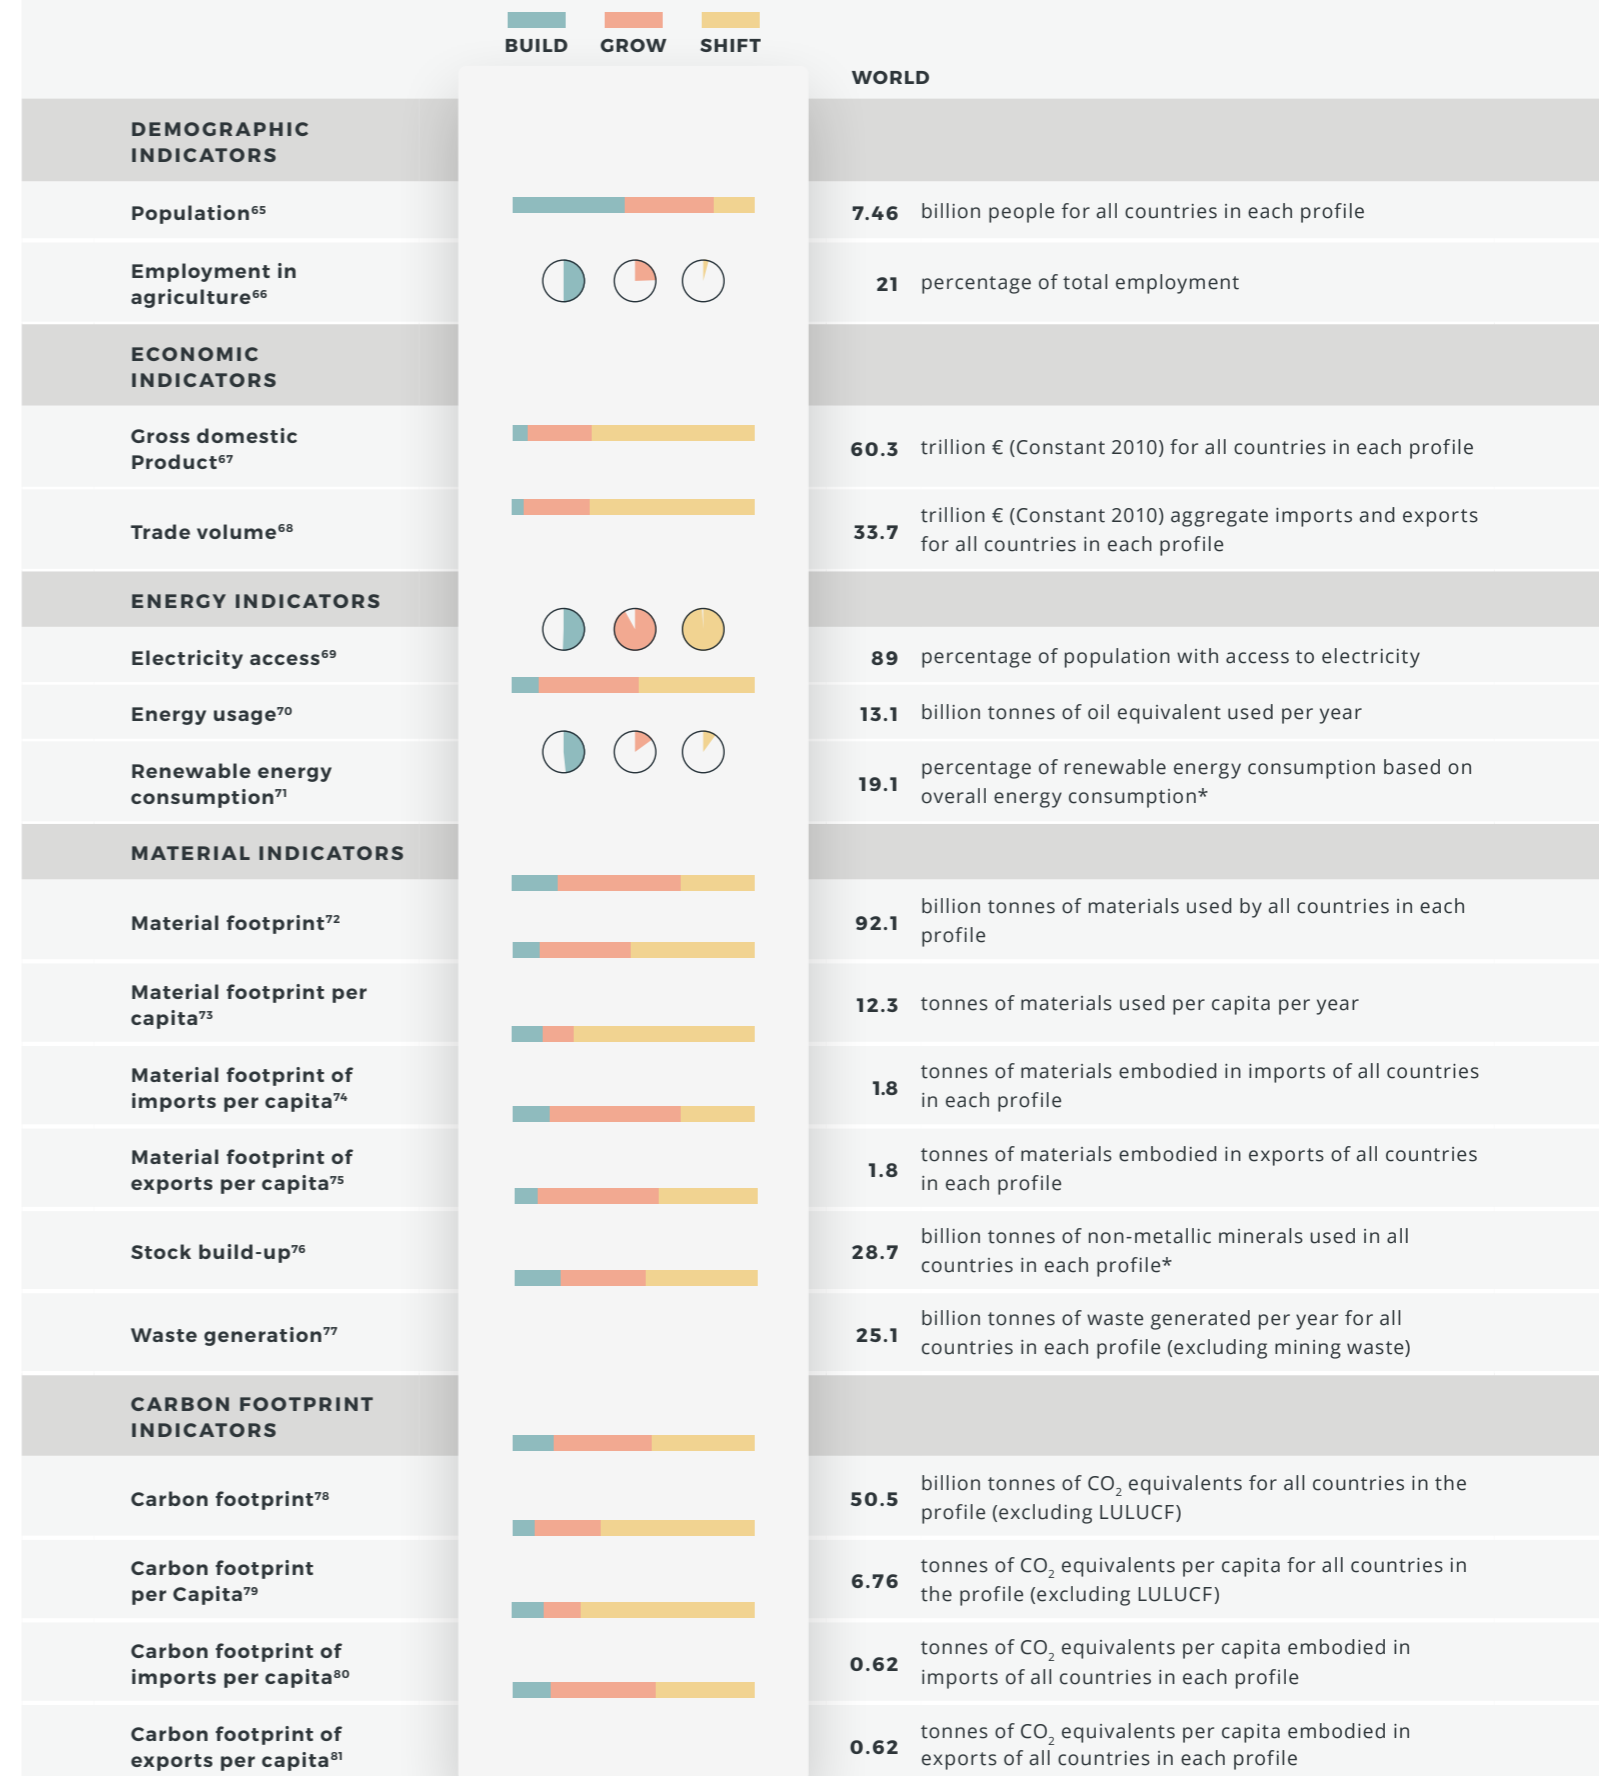 BUILD GROW SHIFT
WORLD
DEMOGRAPHIC
INDICATORS
Population⁶⁵
7.46 billion people for all countries in each profile
Employment in
agriculture⁶⁶
21 percentage of total employment
ECONOMIC
INDICATORS
Gross domestic
Product⁶⁷
60.3 trillion € (Constant 2010) for all countries in each profile
Trade volume⁶⁸
33.7 trillion € (Constant 2010) aggregate imports and exports
for all countries in each profile
ENERGY INDICATORS
Electricity access⁶⁹
89 percentage of population with access to electricity
Energy usage⁷⁰
13.1 billion tonnes of oil equivalent used per year
Renewable energy
consumption⁷¹
19.1 percentage of renewable energy consumption based on
overall energy consumption*
MATERIAL INDICATORS
Material footprint⁷²
92.1 billion tonnes of materials used by all countries in each
profile
Material footprint per
capita⁷³
12.3 tonnes of materials used per capita per year
Material footprint of
imports per capita⁷⁴
1.8 tonnes of materials embodied in imports of all countries
in each profile
Material footprint of
exports per capita⁷⁵
1.8 tonnes of materials embodied in exports of all countries
in each profile
Stock build-up⁷⁶
28.7 billion tonnes of non-metallic minerals used in all
countries in each profile*
Waste generation⁷⁷
25.1 billion tonnes of waste generated per year for all
countries in each profile (excluding mining waste)
CARBON FOOTPRINT
INDICATORS
Carbon footprint⁷⁸
50.5 billion tonnes of CO₂ equivalents for all countries in the
profile (excluding LULUCF)
Carbon footprint
per Capita⁷⁹
6.76 tonnes of CO₂ equivalents per capita for all countries in
the profile (excluding LULUCF)
Carbon footprint of
imports per capita⁸⁰
0.62 tonnes of CO₂ equivalents per capita embodied in
imports of all countries in each profile
Carbon footprint of
exports per capita⁸¹
0.62 tonnes of CO₂ equivalents per capita embodied in
exports of all countries in each profile